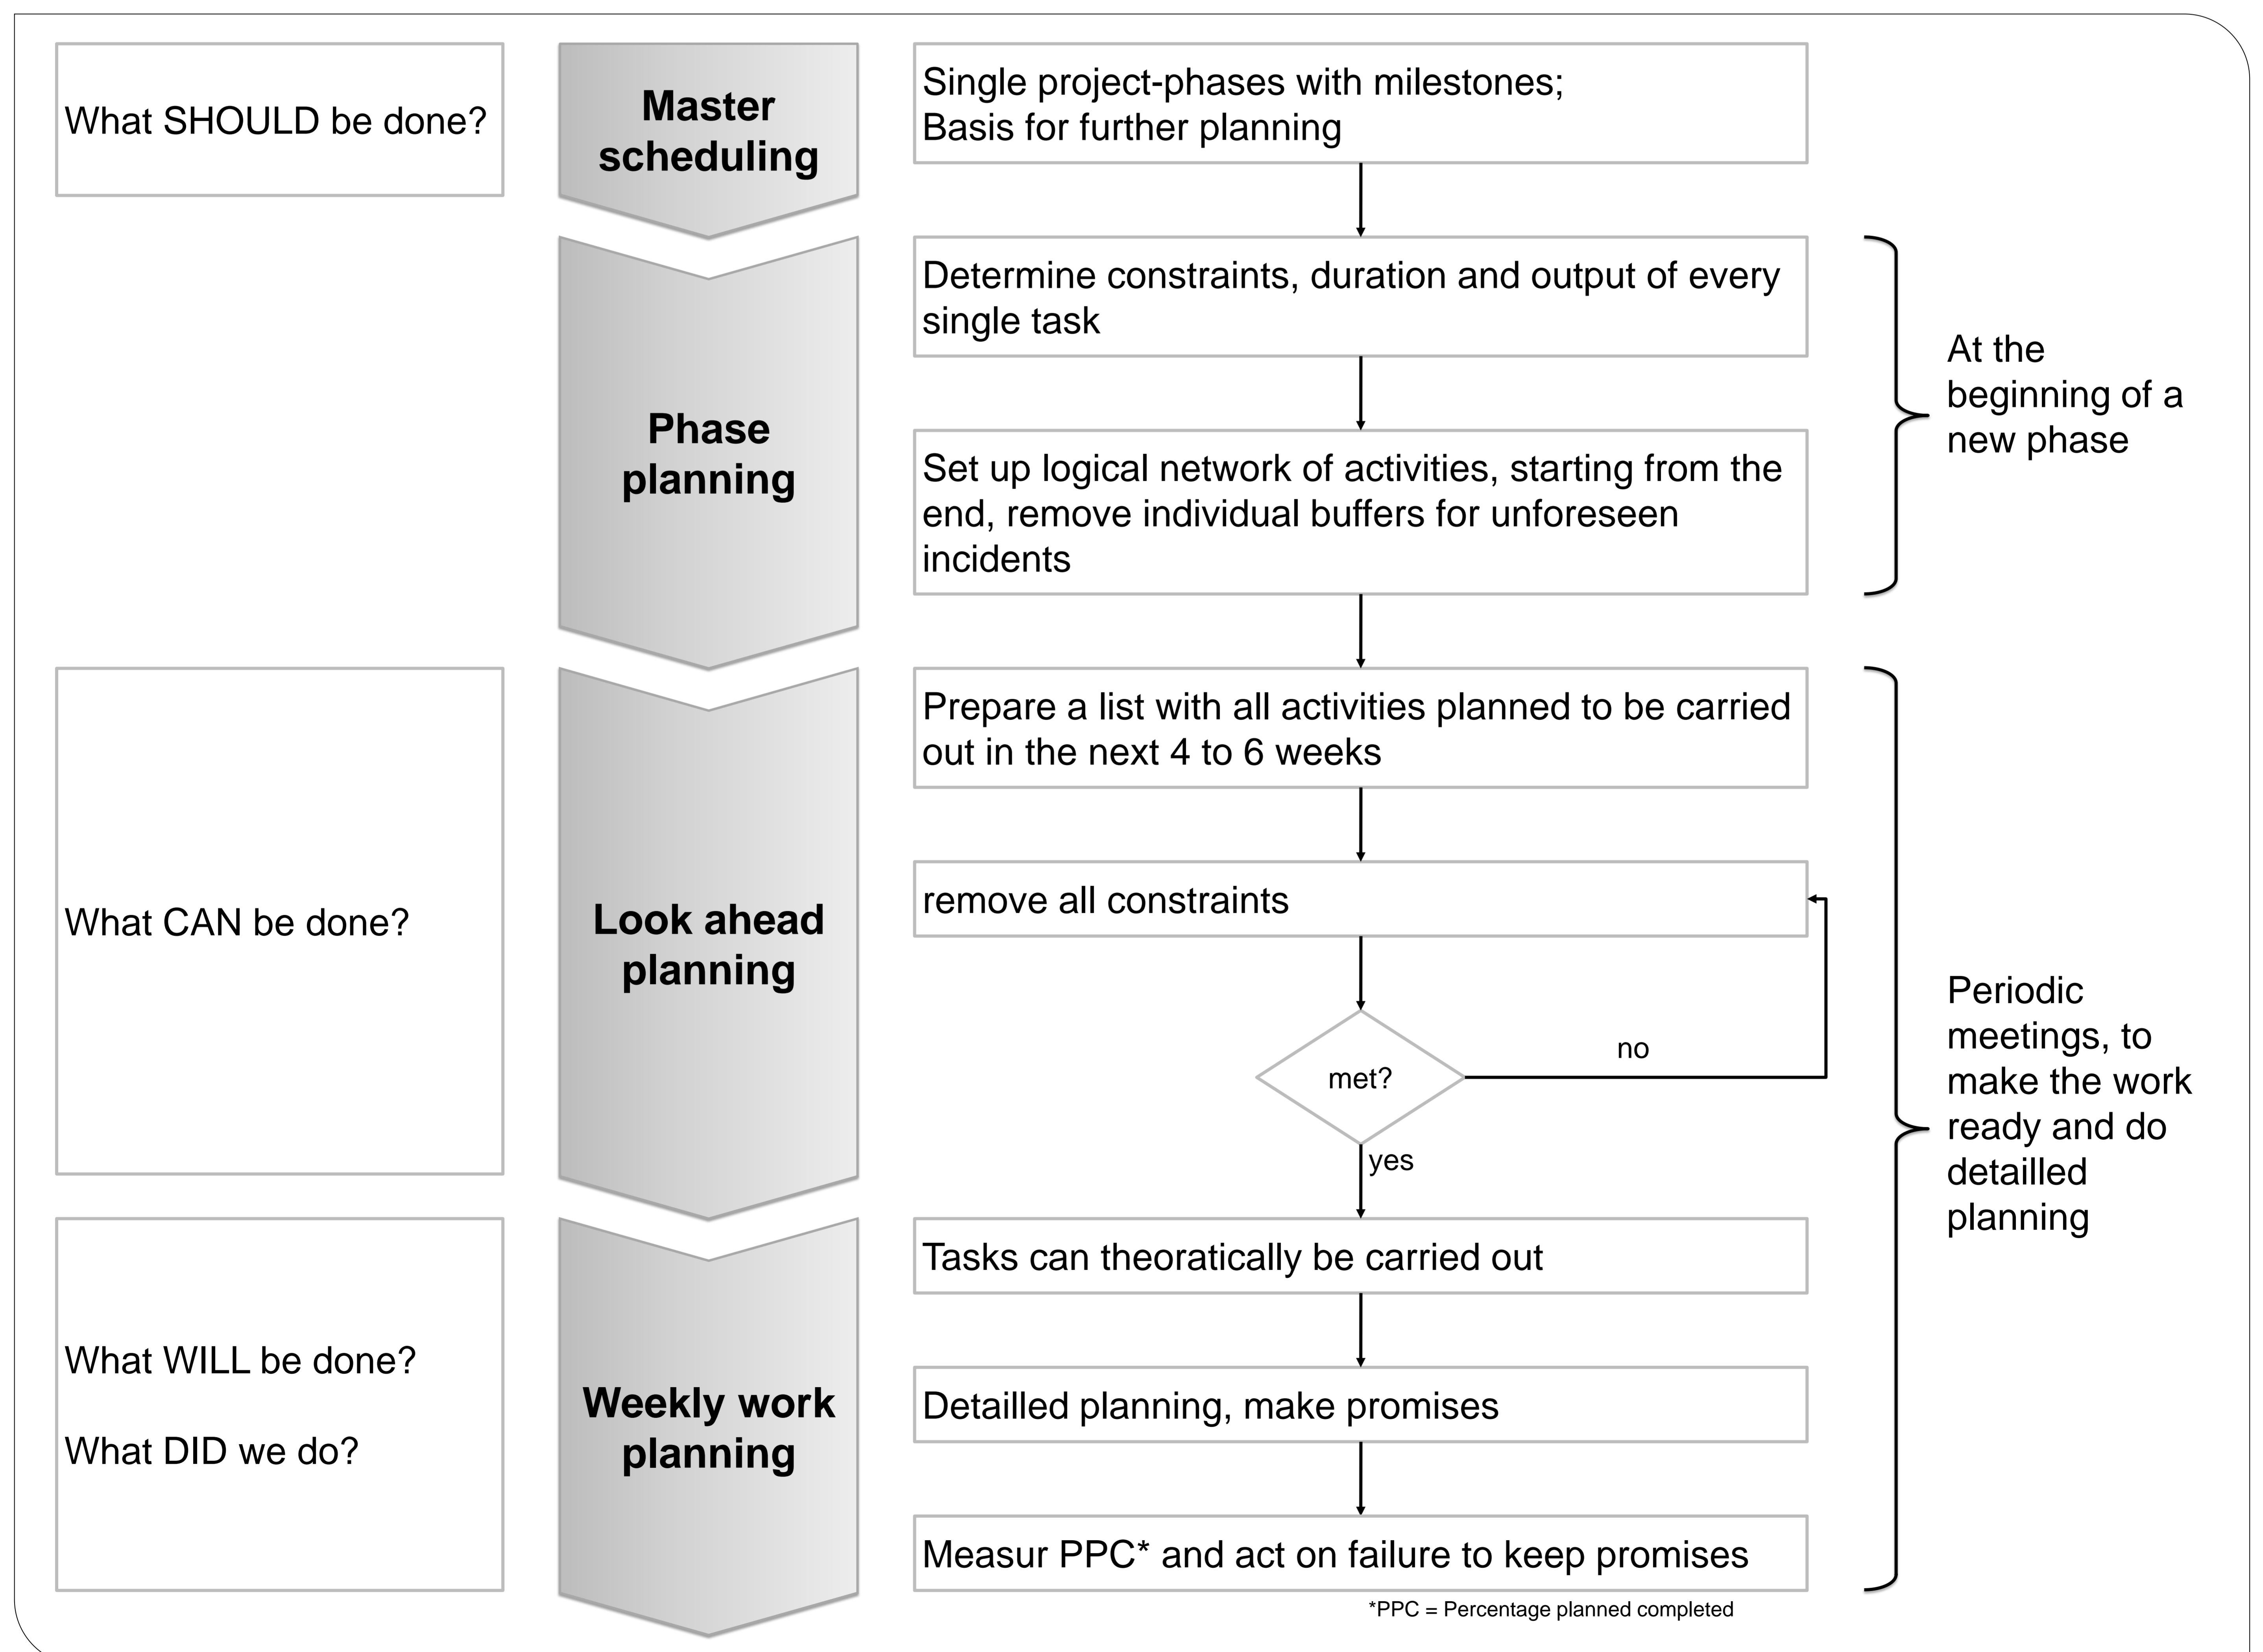 What SHOULD be done?
Master
scheduling
Single project-phases with milestones;
Basis for further planning
Phase
planning
Determine constraints, duration and output of every
single task
Set up logical network of activities, starting from the
end, remove individual buffers for unforeseen
incidents
At the
beginning of a
new phase
What CAN be done?
Look ahead
planning
Prepare a list with all activities planned to be carried
out in the next 4 to 6 weeks
remove all constraints
met?
no
yes
Periodic
meetings, to
make the work
ready and do
detailled
planning
What WILL be done?
What DID we do?
Weekly work
planning
Tasks can theoratically be carried out
Detailled planning, make promises
Measur PPC* and act on failure to keep promises
*PPC = Percentage planned completed